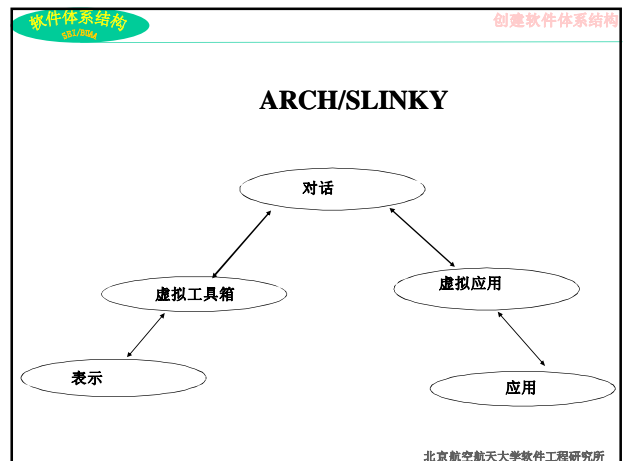 软件体系结构
SEI/BUAA
创建软件体系结构
ARCH/SLINKY
对话
虚拟工具箱
虚拟应用
表示
应用
北京航空航天大学软件工程研究所